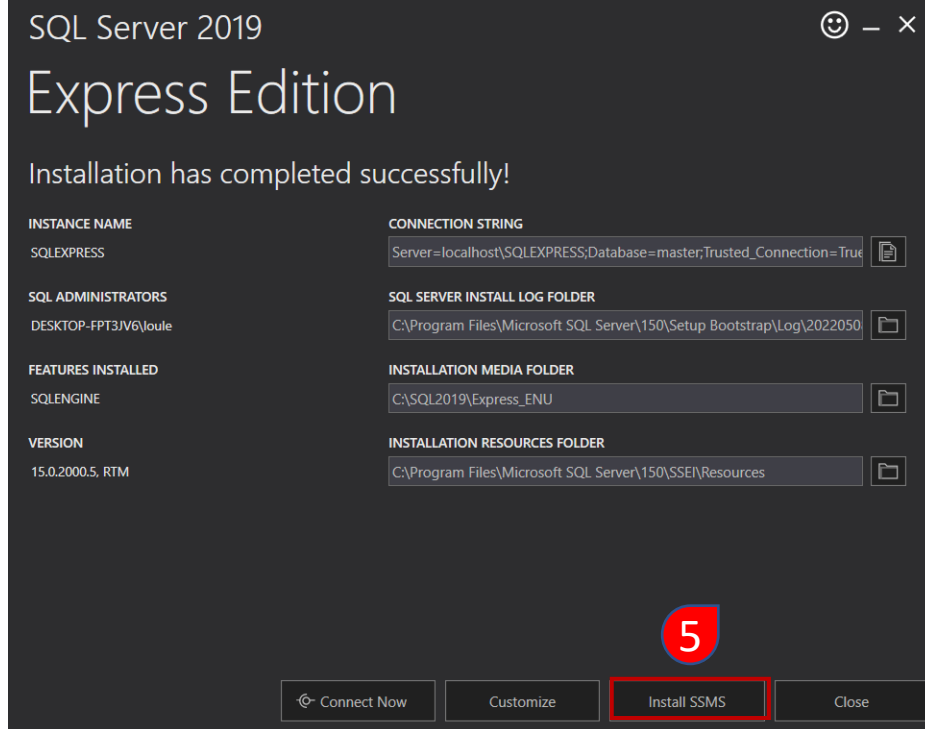 SQL Server 2019
Express Edition
Installation has completed successfully!
INSTANCE NAME
SQLEXPRESS
CONNECTION STRING
Server=localhost\SQLEXPRESS;Database=master;Trusted_Connection=True
SQL ADMINISTRATORS
DESKTOP-FPT3JV6\loule
SQL SERVER INSTALL LOG FOLDER
C:\Program Files\Microsoft SQL Server\150\Setup Bootstrap\Log\2022050
FEATURES INSTALLED
SQLENGINE
INSTALLATION MEDIA FOLDER
C:\SQL2019\Express_ENU
VERSION
15.0.2000.5, RTM
INSTALLATION RESOURCES FOLDER
C:\Program Files\Microsoft SQL Server\150\SSEI\Resources
5
Connect Now
Customize
Install SSMS
Close